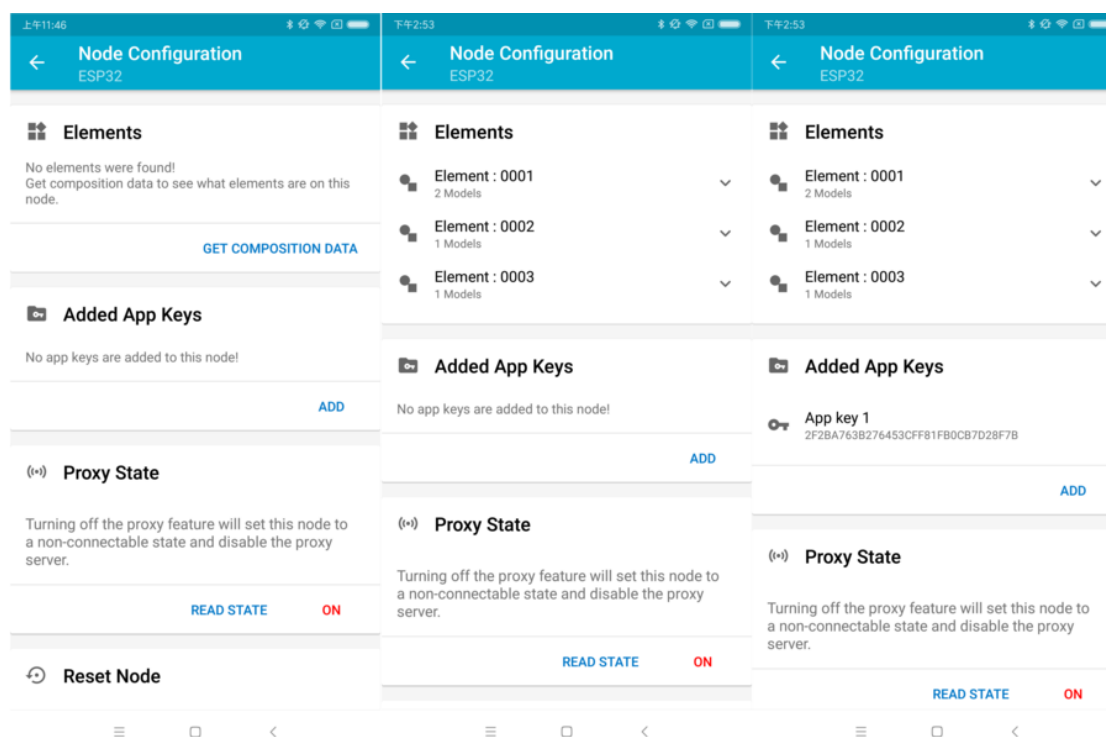 上午11:46
Node Configuration
ESP32
Elements
No elements were found!
Get composition data to see what elements are on this
node.
GET COMPOSITION DATA
Added App Keys
No app keys are added to this node!
ADD
Proxy State
Turning off the proxy feature will set this node to
a non-connectable state and disable the proxy
server.
READ STATE
ON
Reset Node
下午2:53
Node Configuration
ESP32
Elements
Element : 0001
2 Models
Element : 0002
1 Models
Element : 0003
1 Models
Added App Keys
No app keys are added to this node!
ADD
Proxy State
Turning off the proxy feature will set this node to
a non-connectable state and disable the proxy
server.
READ STATE
ON
下午2:53
Node Configuration
ESP32
Elements
Element : 0001
2 Models
Element : 0002
1 Models
Element : 0003
1 Models
Added App Keys
App key 1
2F2BA763B276453CFF81FB0CB7D28F7B
ADD
Proxy State
Turning off the proxy feature will set this node to
a non-connectable state and disable the proxy
server.
READ STATE
ON